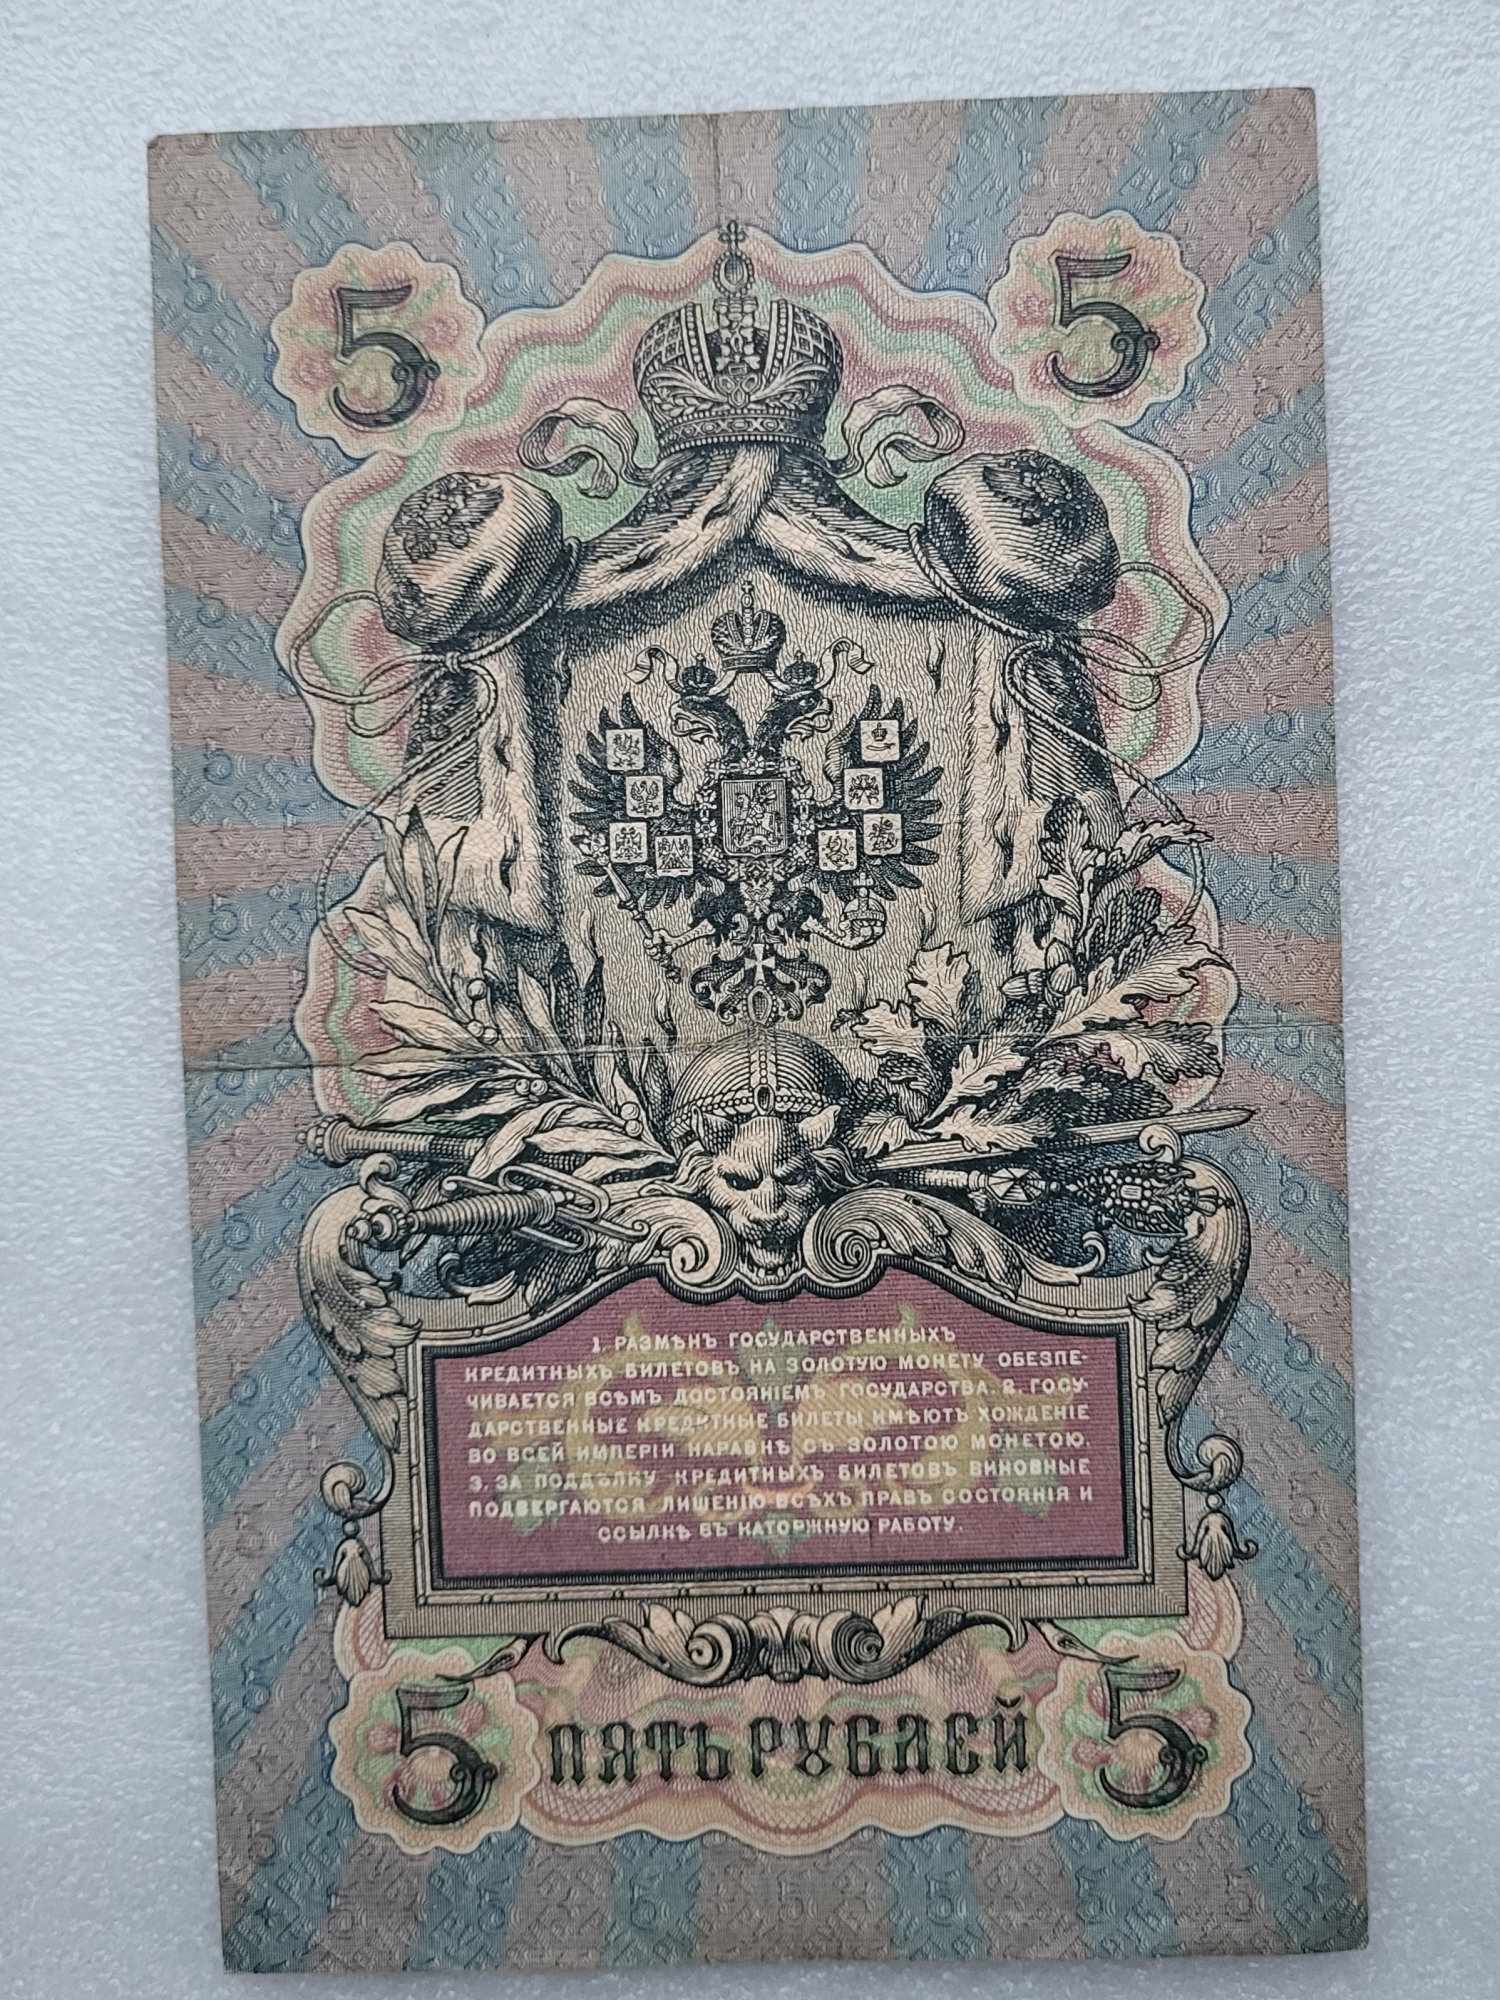 5 5
1. РАЗМѢНЪ ГОСУДАРСТВЕННЫХЪ
КРЕДИТНЫХЪ БИЛЕТОВЪ НА ЗОЛОТУЮ МОНЕТУ ОБЕЗПЕ-
ЧИВАЕТСЯ ВСѢМЪ ДОСТОЯНІЕМЪ ГОСУДАРСТВА. 2. ГОСУ-
ДАРСТВЕННЫЕ КРЕДИТНЫЕ БИЛЕТЫ ИМѢЮТЪ ХОЖДЕНІЕ
ВО ВСЕЙ ИМПЕРІИ НАРАВНѢ СЪ ЗОЛОТОЮ МОНЕТОЮ.
3. ЗА ПОДДѢЛКУ КРЕДИТНЫХЪ БИЛЕТОВЪ ВИНОВНЫЕ
ПОДВЕРГАЮТСЯ ЛИШЕНІЮ ВСѢХЪ ПРАВЪ СОСТОЯНІЯ И
ССЫЛКѢ ВЪ КАТОРЖНУЮ РАБОТУ.
5 ПЯТЬ РУБЛЕЙ 5